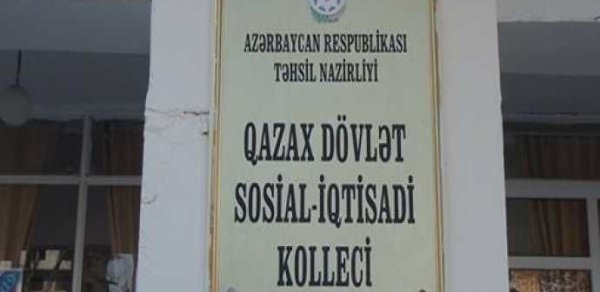 AZƏRBAYCAN RESPUBLİKASI
TƏHSİL NAZİRLİYİ
QAZAX DÖVLƏT
SOSİAL-İQTİSADİ
KOLLECİ